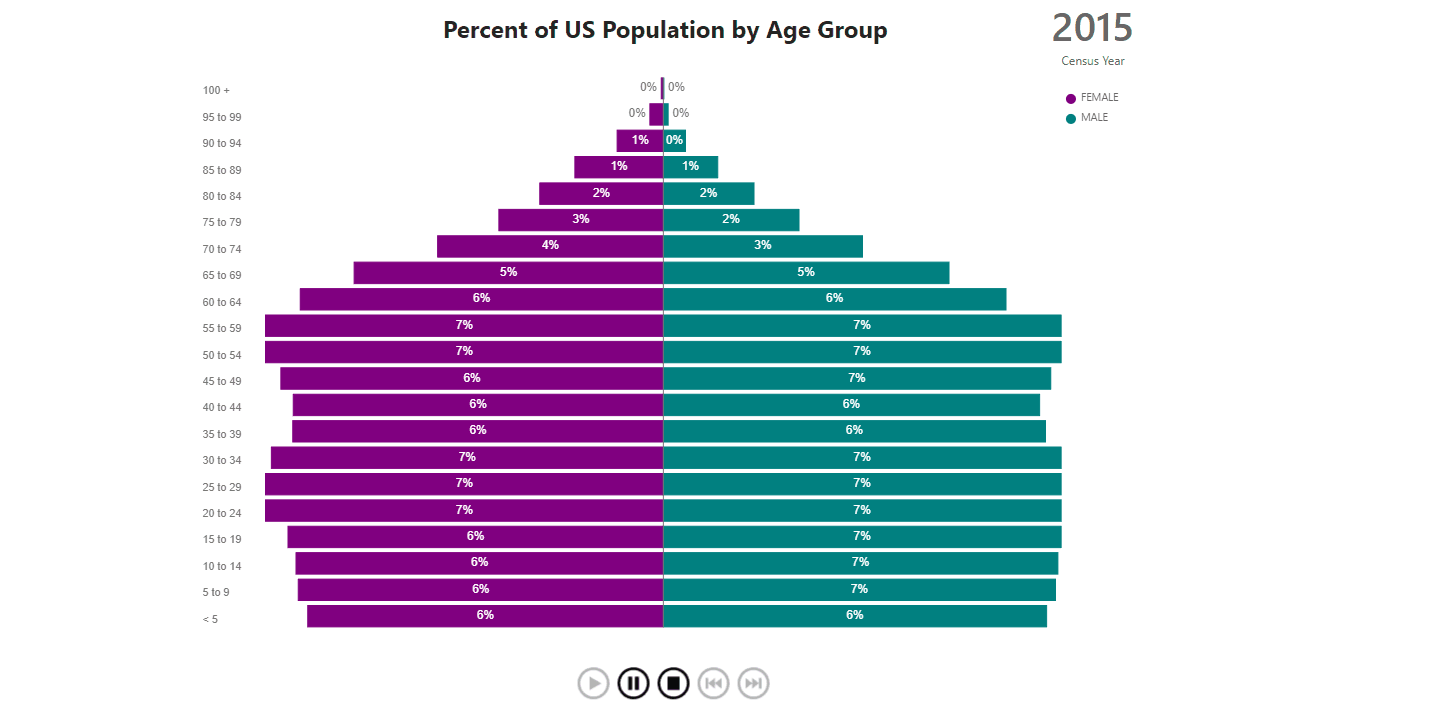 Percent of US Population by Age Group
2015
Census Year
FEMALE
MALE
100 + 0% 0%
95 to 99 0% 0%
90 to 94 1% 0%
85 to 89 1% 1%
80 to 84 2% 2%
75 to 79 3% 2%
70 to 74 4% 3%
65 to 69 5% 5%
60 to 64 6% 6%
55 to 59 7% 7%
50 to 54 7% 7%
45 to 49 6% 7%
40 to 44 6% 6%
35 to 39 6% 6%
30 to 34 7% 7%
25 to 29 7% 7%
20 to 24 7% 7%
15 to 19 6% 7%
10 to 14 6% 7%
5 to 9 6% 7%
< 5 6% 6%